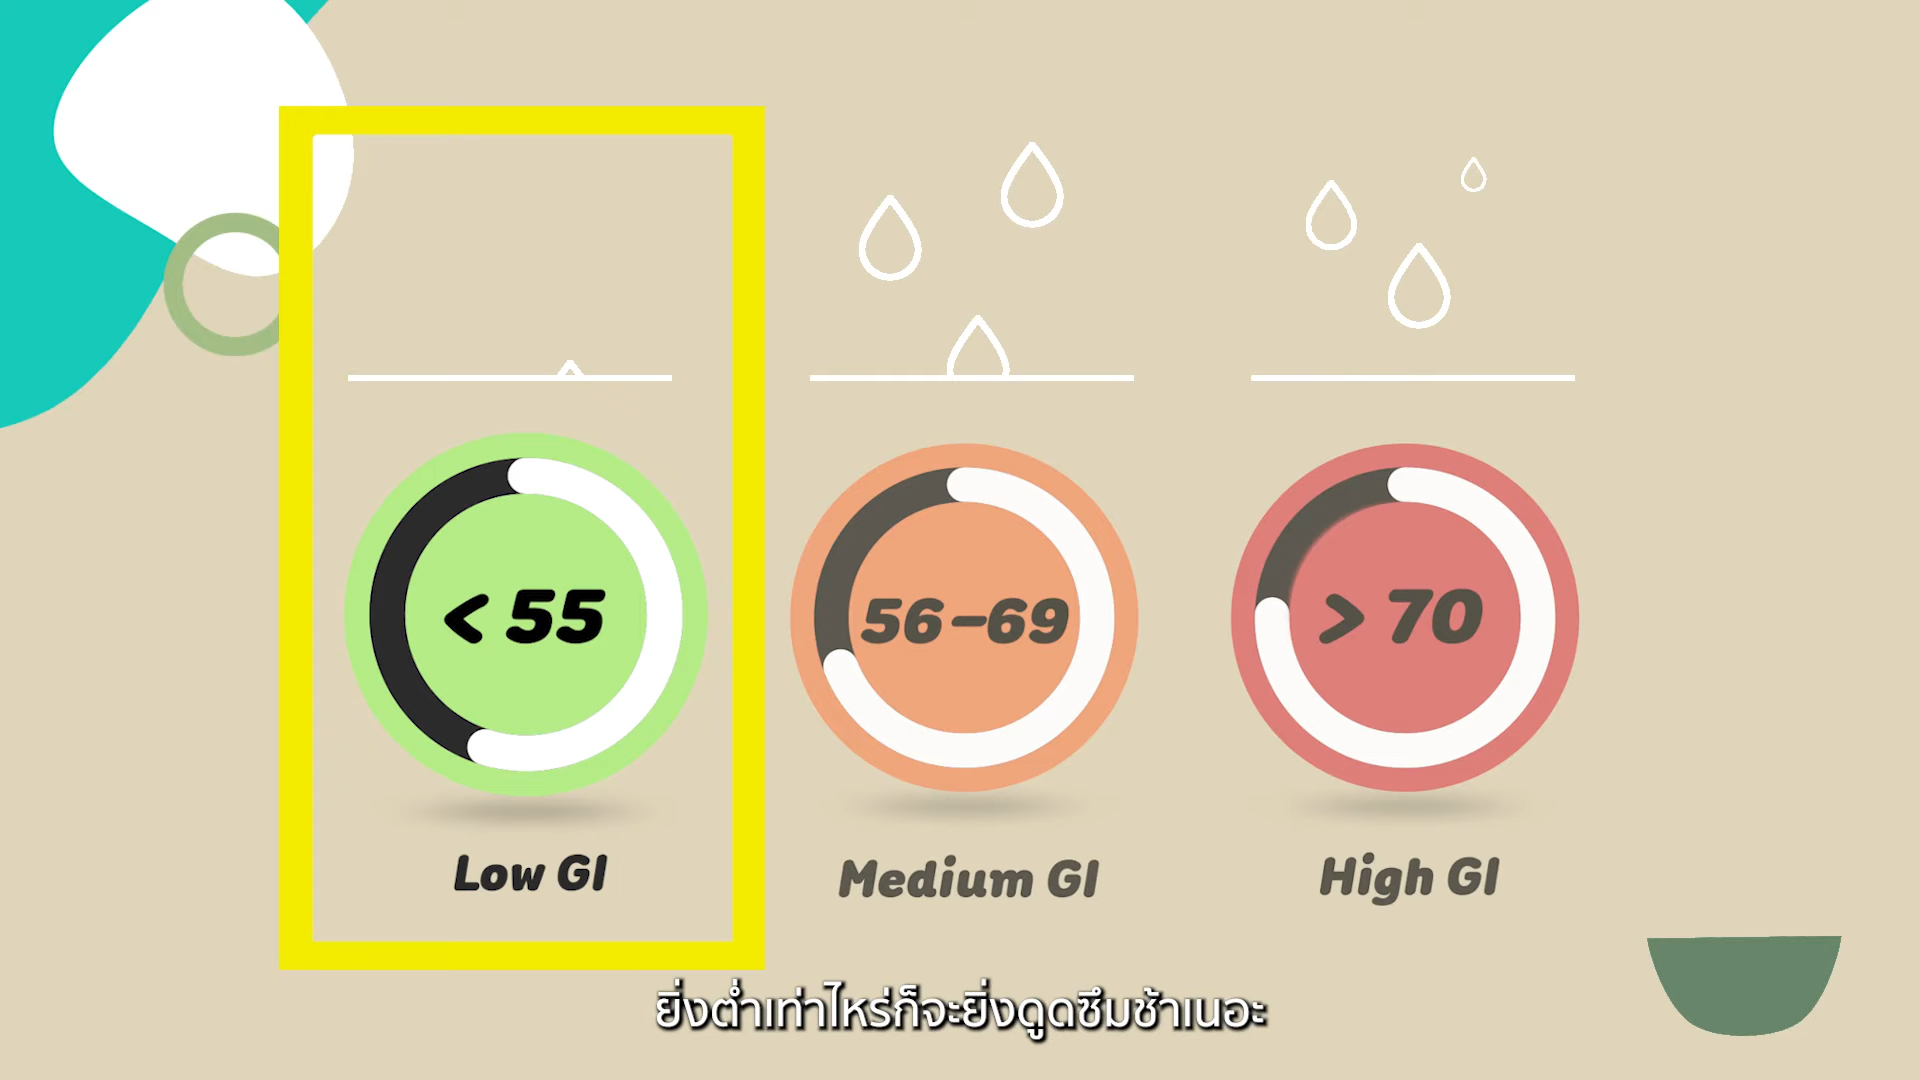 < 55
56-69
> 70
Low GI
Medium GI
High GI
ยิ่งต่ำเท่าไหร่ก็จะยิ่งดูดซึมช้าเนอะ